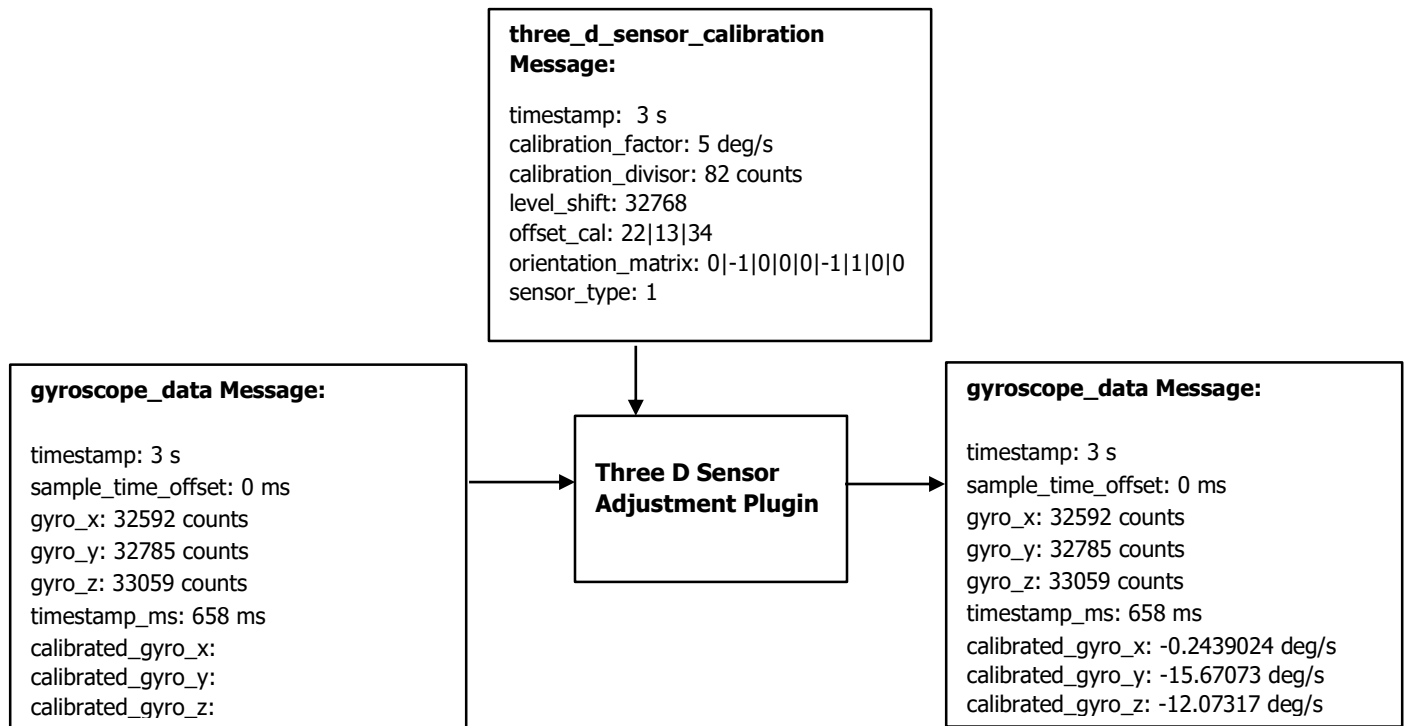 three_d_sensor_calibration
Message:
timestamp:  3 s
calibration_factor: 5 deg/s
calibration_divisor: 82 counts
level_shift: 32768
offset_cal: 22|13|34
orientation_matrix: 0|-1|0|0|0|-1|1|0|0
sensor_type: 1
gyroscope_data Message:
timestamp: 3 s
sample_time_offset: 0 ms
gyro_x: 32592 counts
gyro_y: 32785 counts
gyro_z: 33059 counts
timestamp_ms: 658 ms
calibrated_gyro_x:
calibrated_gyro_y:
calibrated_gyro_z:
Three D Sensor
Adjustment Plugin
gyroscope_data Message:
timestamp: 3 s
sample_time_offset: 0 ms
gyro_x: 32592 counts
gyro_y: 32785 counts
gyro_z: 33059 counts
timestamp_ms: 658 ms
calibrated_gyro_x: -0.2439024 deg/s
calibrated_gyro_y: -15.67073 deg/s
calibrated_gyro_z: -12.07317 deg/s